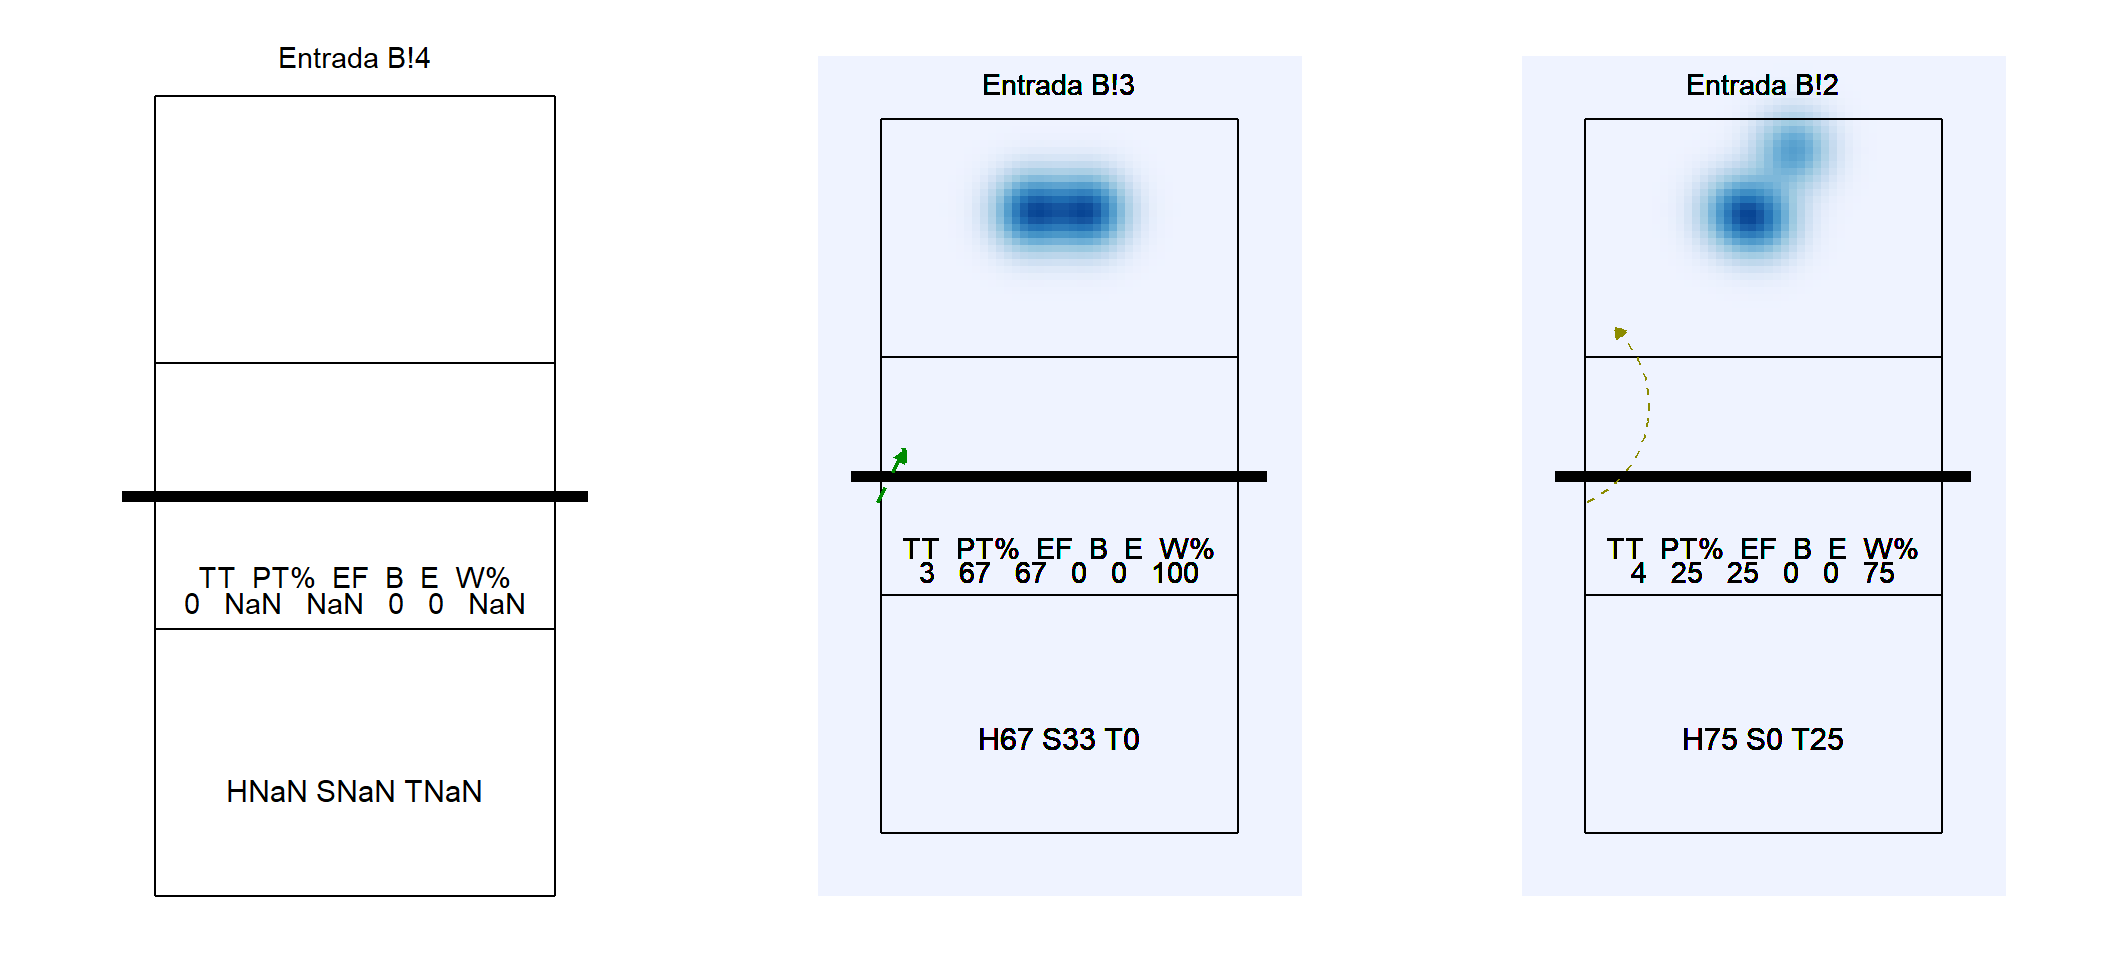 Entrada B!4
TT PT% EF B E W%
0 NaN NaN 0 0 NaN
HNaN SNaN TNaN
Entrada B!3
TT PT% EF B E W%
3 67 67 0 0 100
H67 S33 T0
Entrada B!2
TT PT% EF B E W%
4 25 25 0 0 75
H75 S0 T25